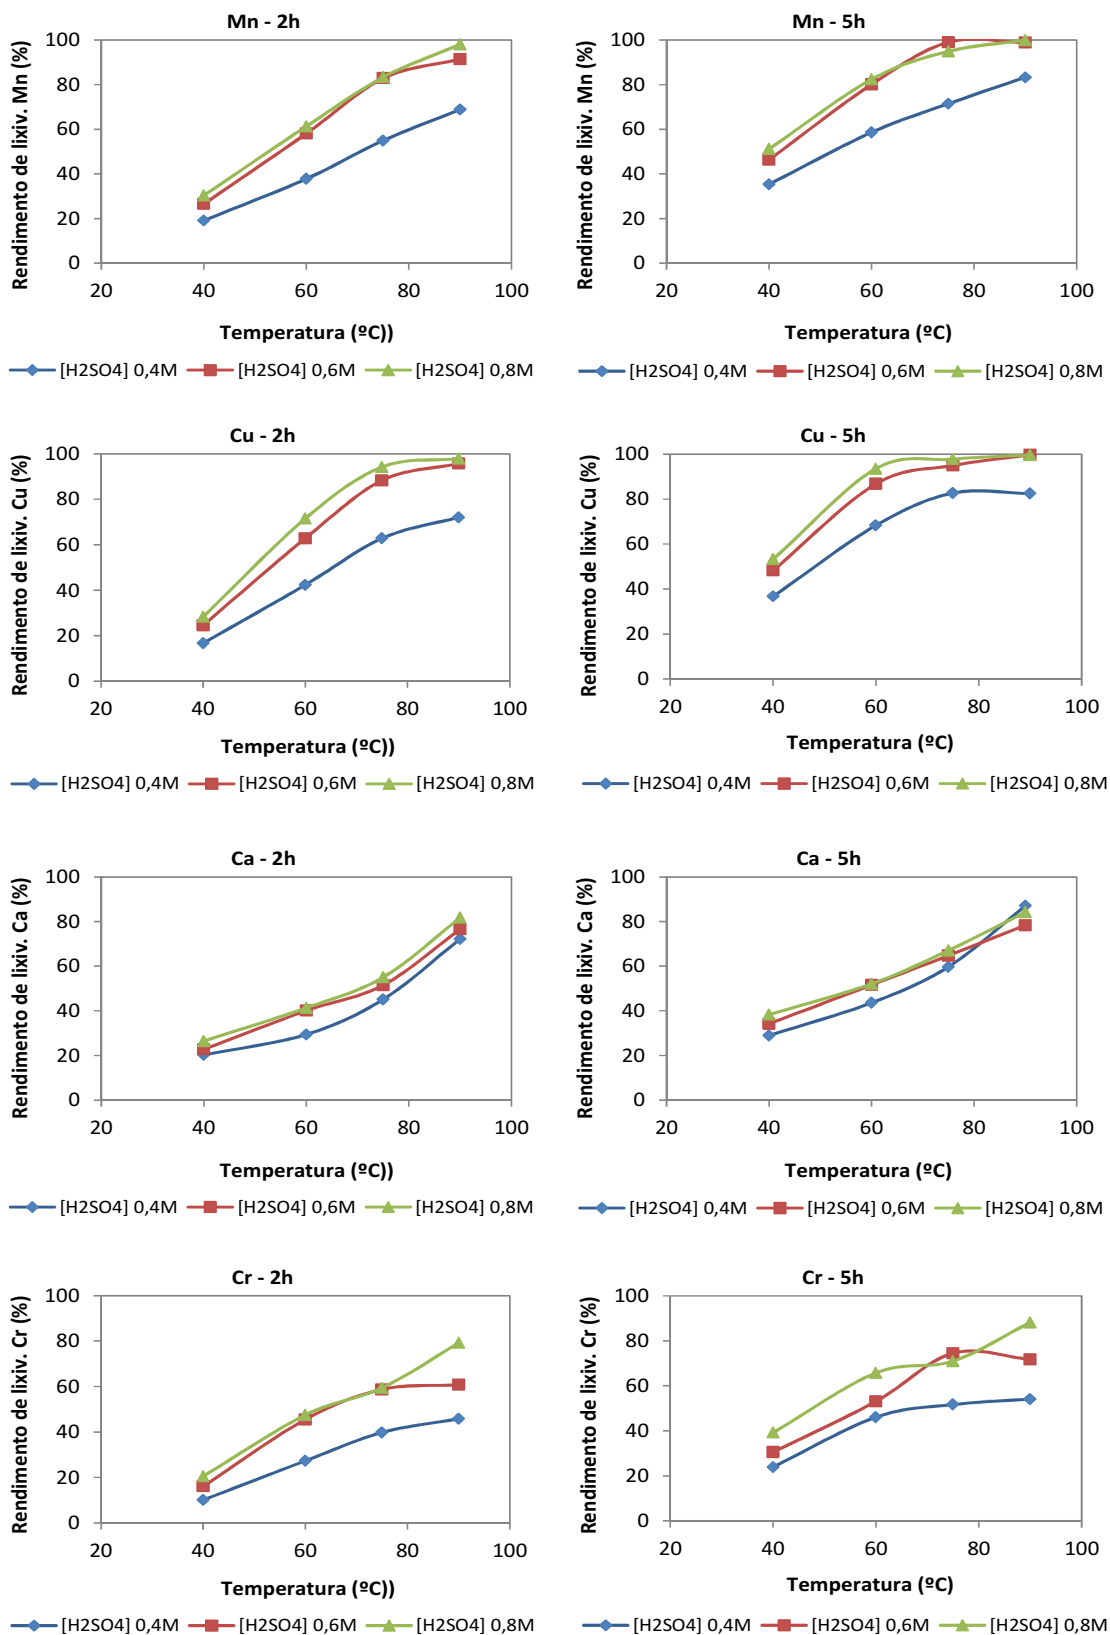 Mn - 2h
Rendimento de lixiv. Mn (%)
100
80
60
40
20
0
20 40 60 80 100
Temperatura (ºC))
[H2SO4] 0,4M [H2SO4] 0,6M [H2SO4] 0,8M
Mn - 5h
Rendimento de lixiv. Mn (%)
100
80
60
40
20
0
20 40 60 80 100
Temperatura (ºC)
[H2SO4] 0,4M [H2SO4] 0,6M [H2SO4] 0,8M
Cu - 2h
Rendimento de lixiv. Cu (%)
100
80
60
40
20
0
20 40 60 80 100
Temperatura (ºC))
[H2SO4] 0,4M [H2SO4] 0,6M [H2SO4] 0,8M
Cu - 5h
Rendimento de lixiv. Cu (%)
100
80
60
40
20
0
20 40 60 80 100
Temperatura (ºC)
[H2SO4] 0,4M [H2SO4] 0,6M [H2SO4] 0,8M
Ca - 2h
Rendimento de lixiv. Ca (%)
100
80
60
40
20
0
20 40 60 80 100
Temperatura (ºC))
[H2SO4] 0,4M [H2SO4] 0,6M [H2SO4] 0,8M
Ca - 5h
Rendimento de lixiv. Ca (%)
100
80
60
40
20
0
20 40 60 80 100
Temperatura (ºC)
[H2SO4] 0,4M [H2SO4] 0,6M [H2SO4] 0,8M
Cr - 2h
Rendimento de lixiv. Cr (%)
100
80
60
40
20
0
20 40 60 80 100
Temperatura (ºC))
[H2SO4] 0,4M [H2SO4] 0,6M [H2SO4] 0,8M
Cr - 5h
Rendimento de lixiv. Cr (%)
100
80
60
40
20
0
20 40 60 80 100
Temperatura (ºC)
[H2SO4] 0,4M [H2SO4] 0,6M [H2SO4] 0,8M